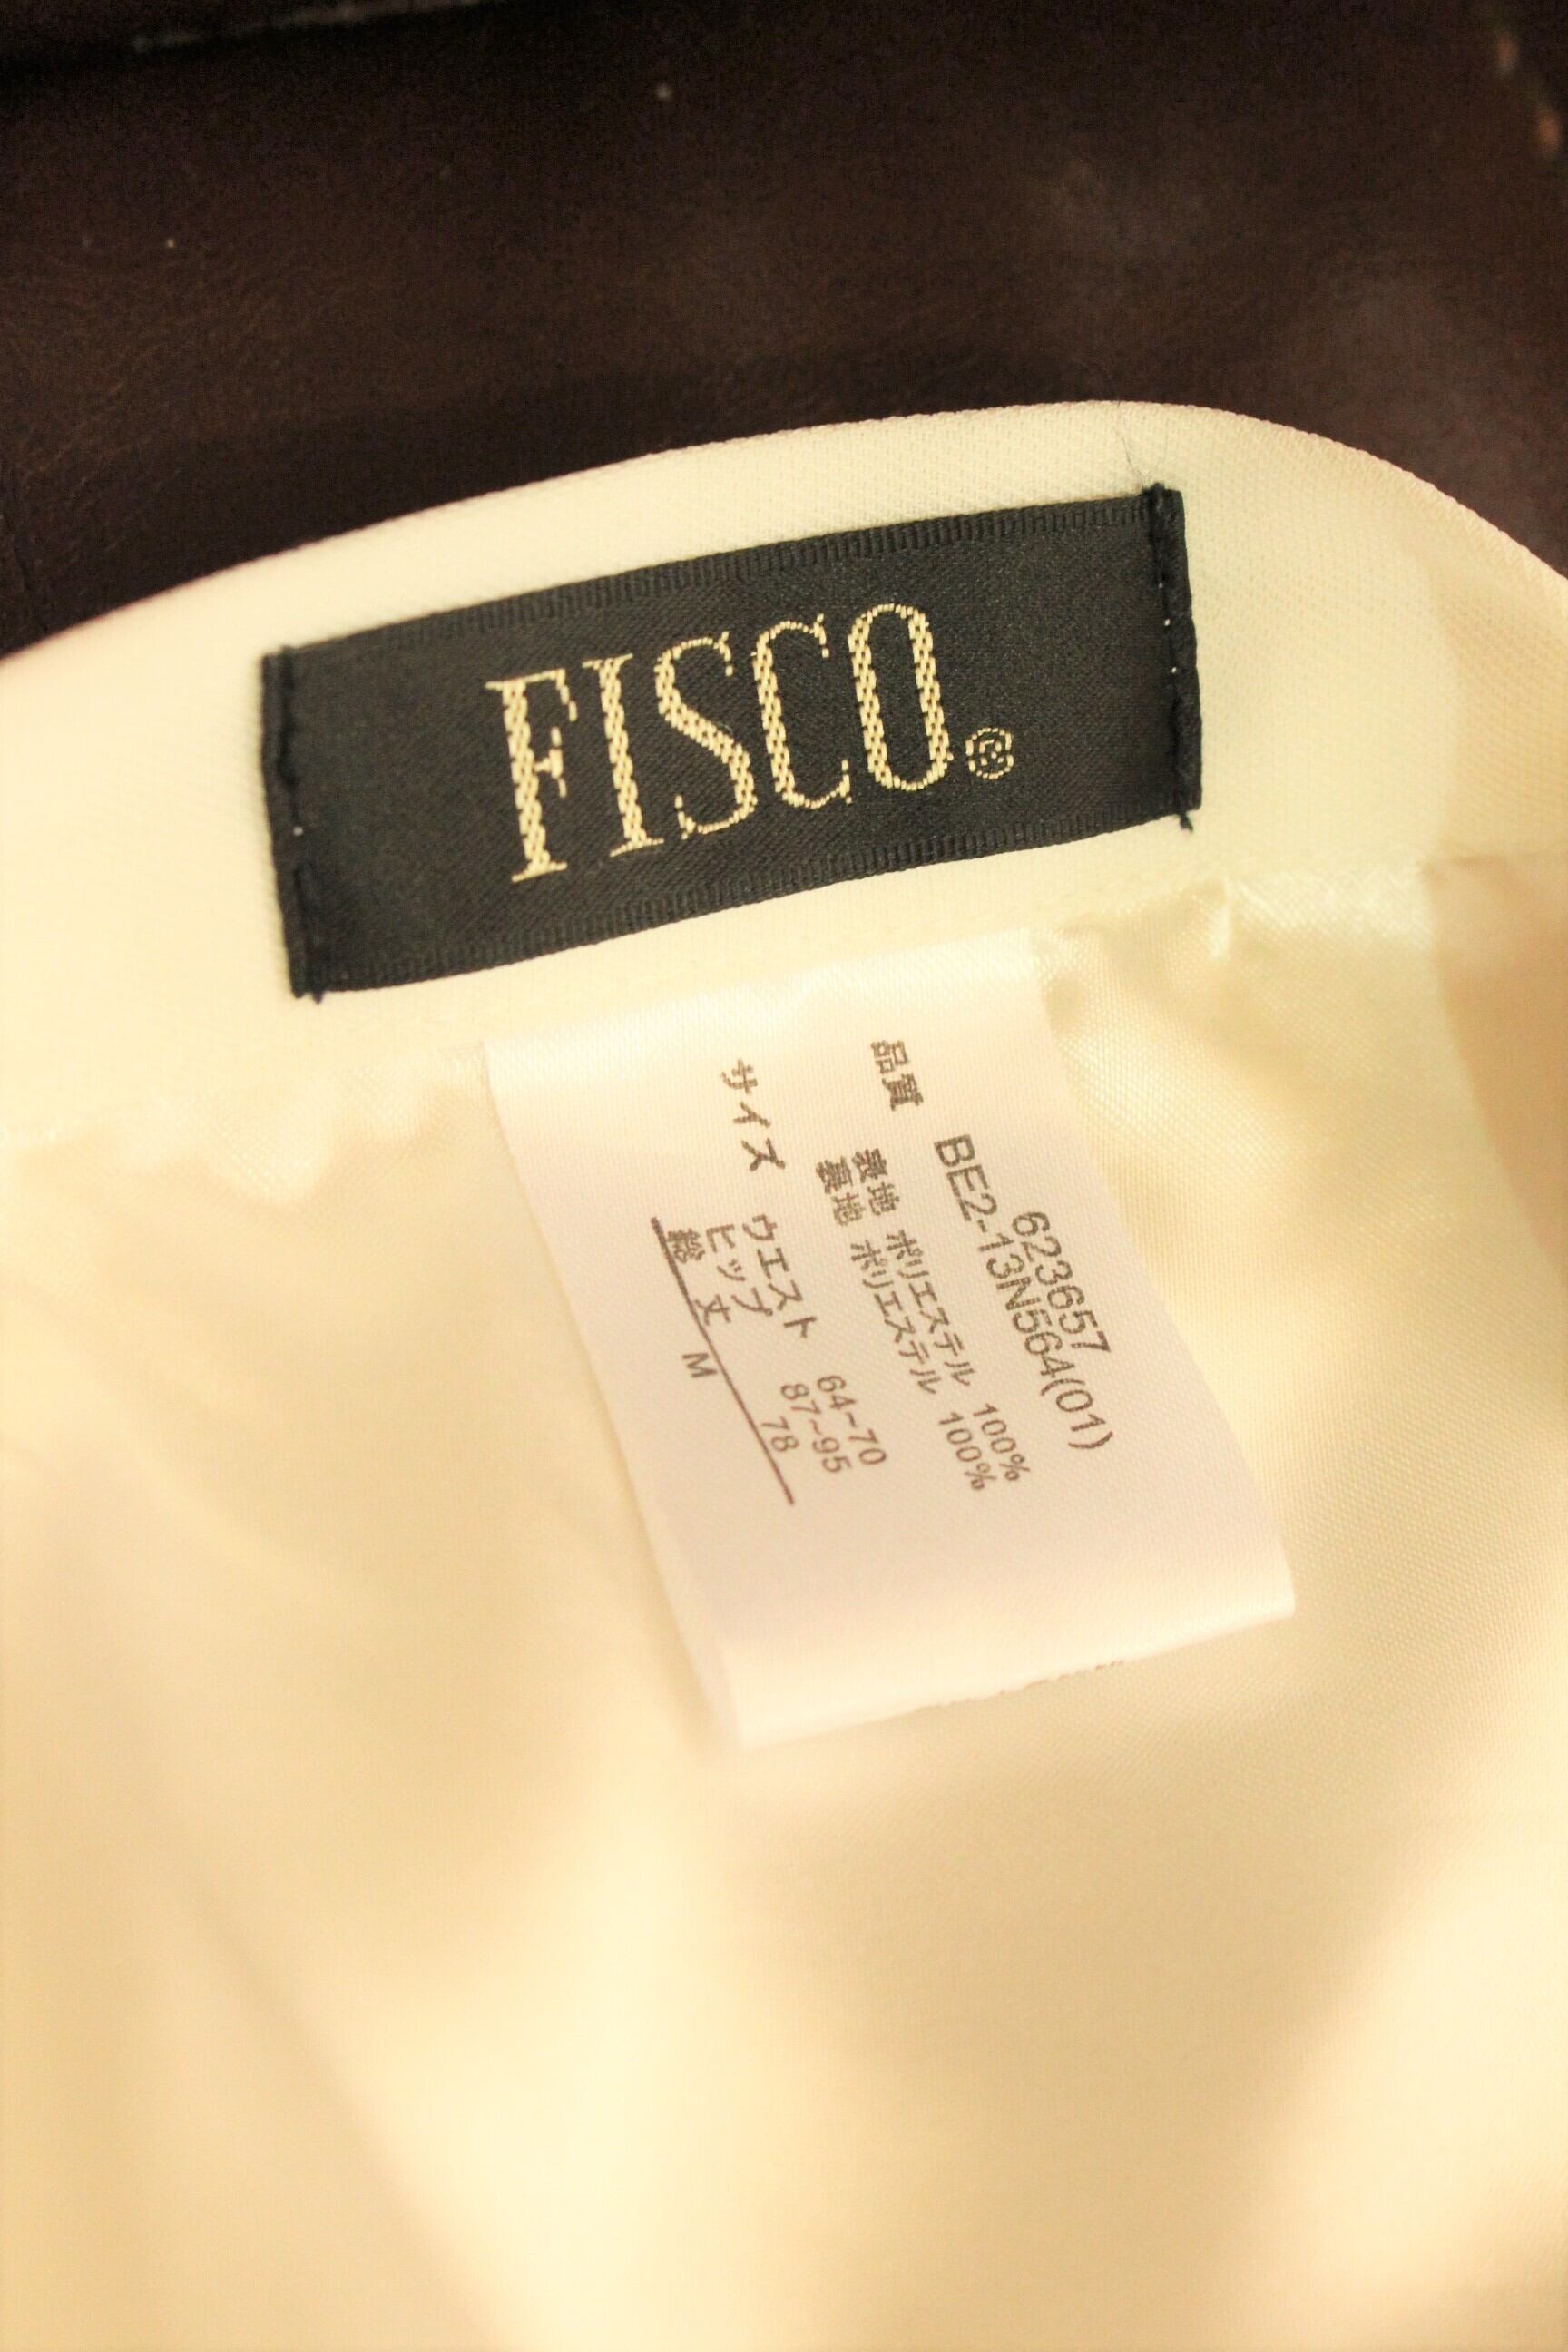 FISCO®
623657
BE2-13N564(01)
品質
表地 ポリエステル 100%
裏地 ポリエステル 100%
サイズ
ウエスト 64~70
ヒップ 87~95
総 丈 78
M